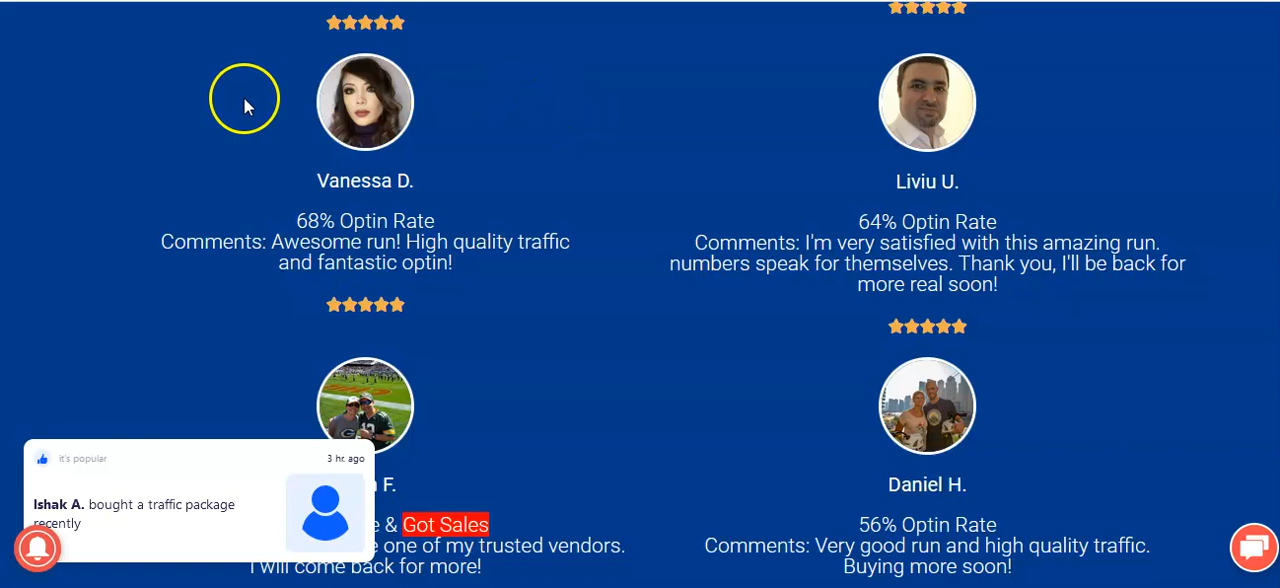 Vanessa D.
68% Optin Rate
Comments: Awesome run! High quality traffic
and fantastic optin!
Liviu U.
64% Optin Rate
Comments: I'm very satisfied with this amazing run.
numbers speak for themselves. Thank you, I'll be back for
more real soon!
F.
& Got Sales
one of my trusted vendors.
I will come back for more!
Daniel H.
56% Optin Rate
Comments: Very good run and high quality traffic.
Buying more soon!
it's popular
3 hr. ago
Ishak A. bought a traffic package
recently